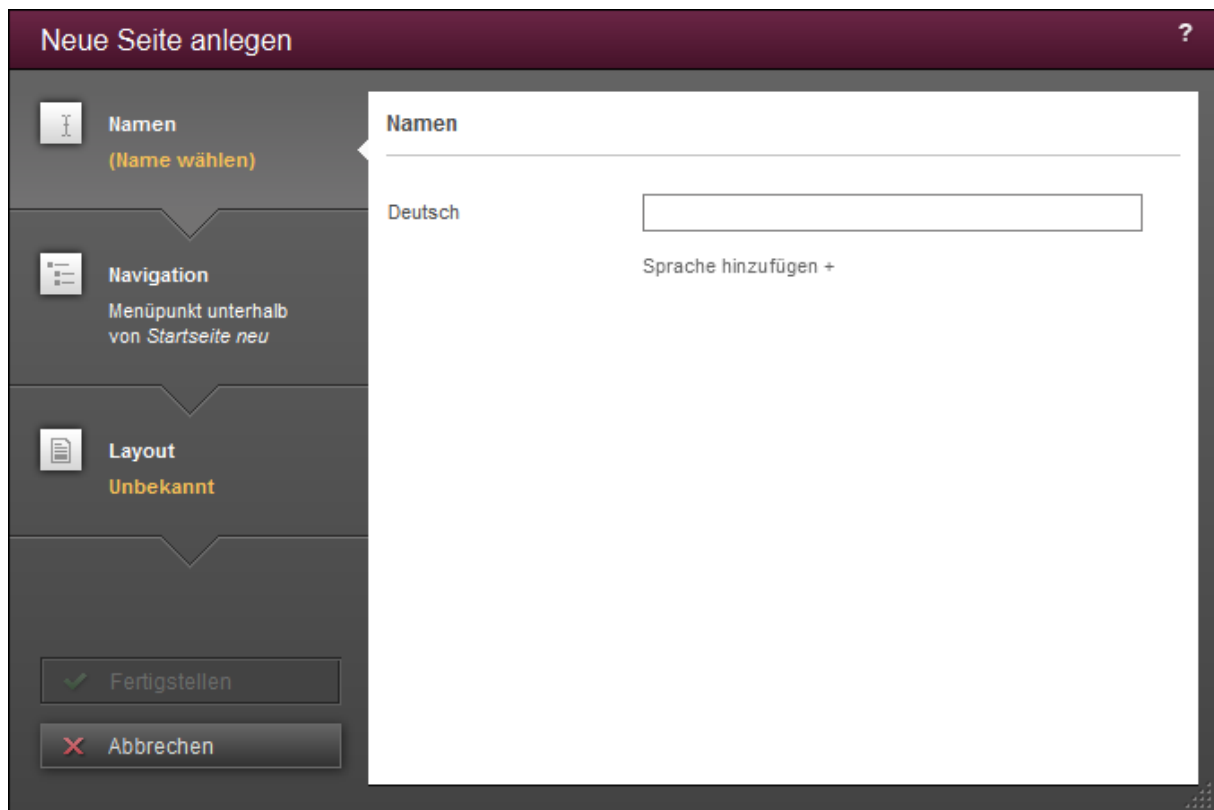 Neue Seite anlegen
?
Namen
(Name wählen)
Navigation
Menüpunkt unterhalb
von Startseite neu
Layout
Unbekannt
Fertigstellen
Abbrechen
Namen
Deutsch
Sprache hinzufügen +